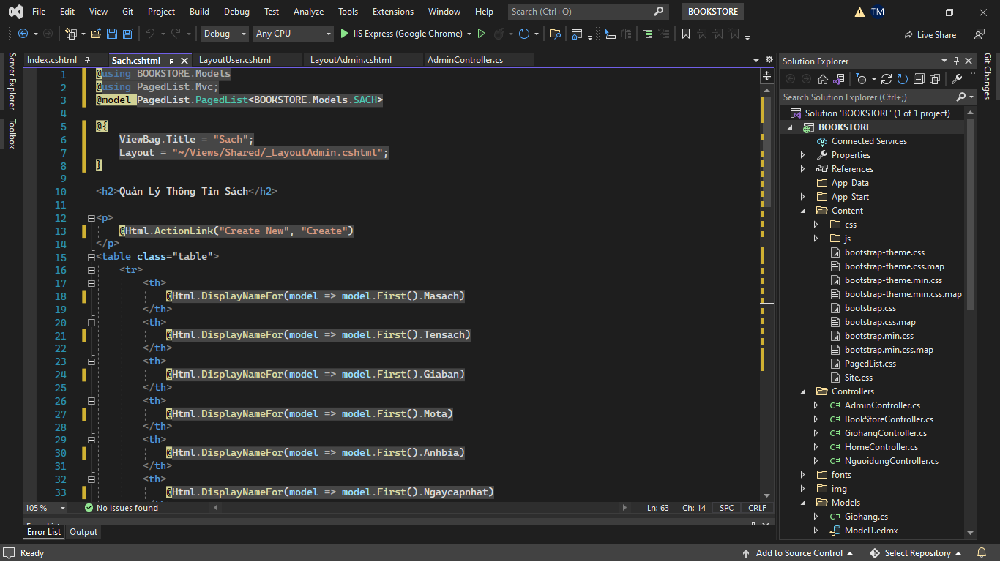 File Edit View Git Project Build Debug Test Analyze Tools Extensions Window Help Search (Ctrl+Q) BOOKSTORE TM
Debug Any CPU IIS Express (Google Chrome) Live Share
Server Explorer
Toolbox
Index.cshtml Sach.cshtml _LayoutUser.cshtml _LayoutAdmin.cshtml AdminController.cs
1 @using BOOKSTORE.Models
2 @using PagedList.Mvc;
3 @model PagedList.PagedList<BOOKSTORE.Models.SACH>
4
5 @{
6 ViewBag.Title = "Sach";
7 Layout = "~/Views/Shared/_LayoutAdmin.cshtml";
8 }
9
10 <h2>Quản Lý Thông Tin Sách</h2>
11
12 <p>
13 @Html.ActionLink("Create New", "Create")
14 </p>
15 <table class="table">
16 <tr>
17 <th>
18 @Html.DisplayNameFor(model => model.First().Masach)
19 </th>
20 <th>
21 @Html.DisplayNameFor(model => model.First().Tensach)
22 </th>
23 <th>
24 @Html.DisplayNameFor(model => model.First().Giaban)
25 </th>
26 <th>
27 @Html.DisplayNameFor(model => model.First().Mota)
28 </th>
29 <th>
30 @Html.DisplayNameFor(model => model.First().Anhbia)
31 </th>
32 <th>
33 @Html.DisplayNameFor(model => model.First().Ngaycapnhat)
105 % No issues found Ln: 63 Ch: 14 SPC CRLF
Error List Output
Solution Explorer
Search Solution Explorer (Ctrl+;)
Solution 'BOOKSTORE' (1 of 1 project)
BOOKSTORE
Connected Services
Properties
References
App_Data
App_Start
Content
css
js
bootstrap-theme.css
bootstrap-theme.css.map
bootstrap-theme.min.css
bootstrap-theme.min.css.map
bootstrap.css
bootstrap.css.map
bootstrap.min.css
bootstrap.min.css.map
PagedList.css
Site.css
Controllers
C# AdminController.cs
C# BookStoreController.cs
C# GiohangController.cs
C# HomeController.cs
C# NguoidungController.cs
fonts
img
Models
C# Giohang.cs
Model1.edmx
Git Changes
Ready Add to Source Control Select Repository